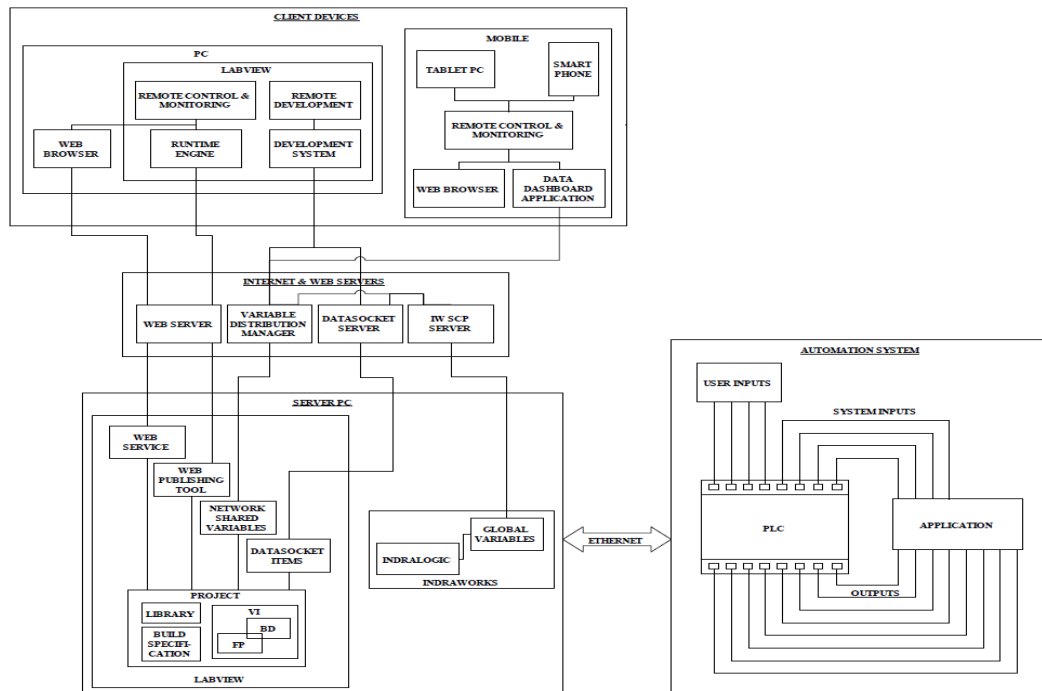 CLIENT DEVICES
PC
LABVIEW
REMOTE CONTROL &
MONITORING
REMOTE
DEVELOPMENT
WEB
BROWSER
RUNTIME
ENGINE
DEVELOPMENT
SYSTEM
MOBILE
TABLET PC
SMART
PHONE
REMOTE CONTROL &
MONITORING
WEB BROWSER
DATA
DASHBOARD
APPLICATION
INTERNET & WEB SERVERS
WEB SERVER
VARIABLE
DISTRIBUTION
MANAGER
DATASOCKET
SERVER
IW SCP
SERVER
SERVER PC
WEB
SERVICE
WEB
PUBLISHING
TOOL
NETWORK
SHARED
VARIABLES
DATASOCKET
ITEMS
PROJECT
LIBRARY
BUILD
SPECIFI-
CATION
VI
BD
FP
LABVIEW
GLOBAL
VARIABLES
INDRALOGIC
INDRAWORKS
ETHERNET
AUTOMATION SYSTEM
USER INPUTS
SYSTEM INPUTS
PLC
APPLICATION
OUTPUTS